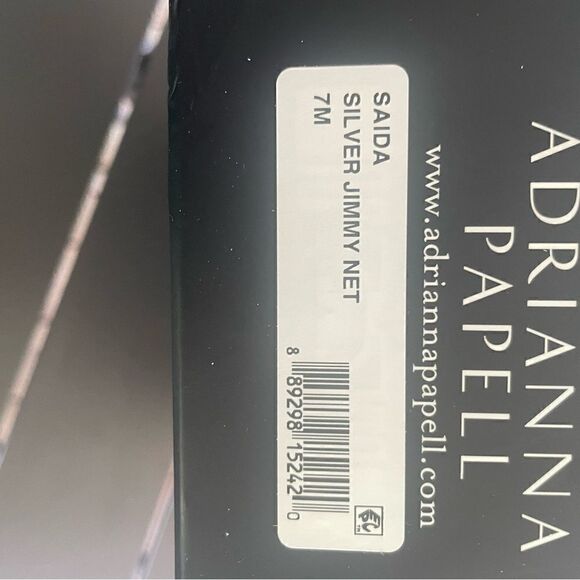 ADRIANNA
PAPELL
www.adriannapapell.com
SAIDA
SILVER JIMMY NET
7M
8 89298 15242 0